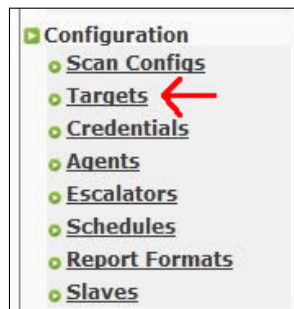 Configuration
Scan Configs
Targets
Credentials
Agents
Escalators
Schedules
Report Formats
Slaves